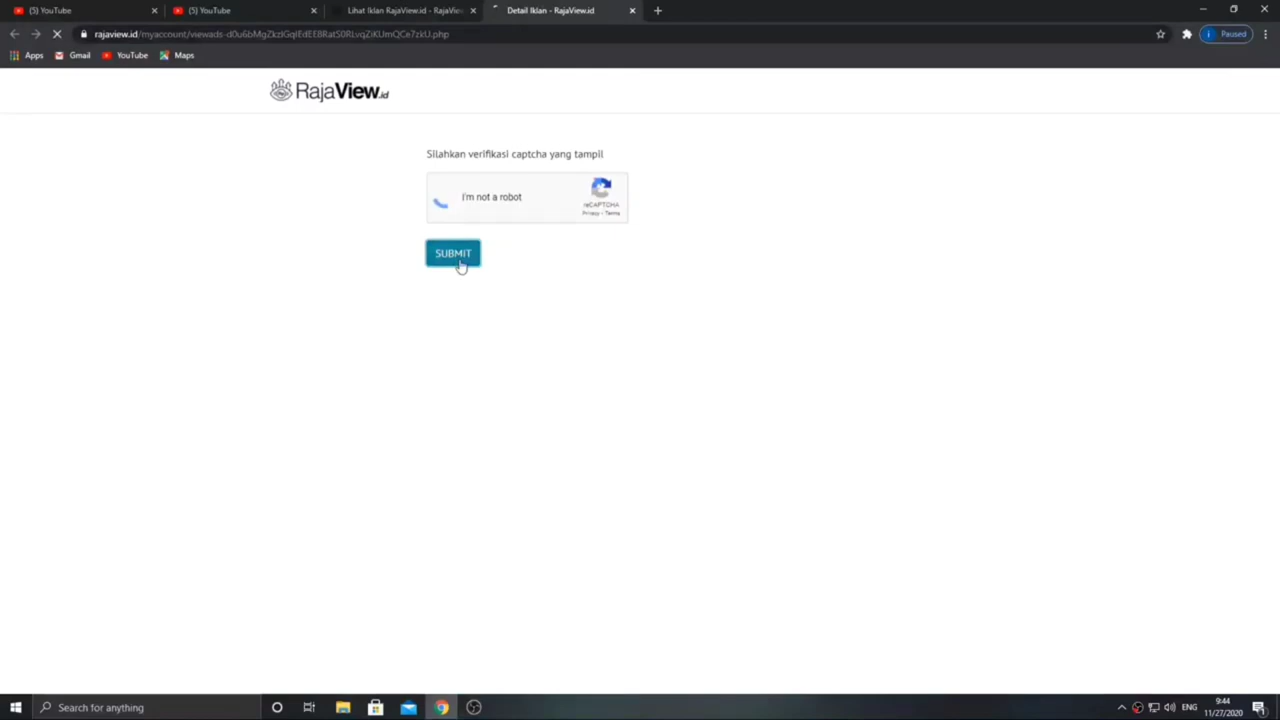 (5) YouTube
(5) YouTube
Lihat Iklan RajaView.id - RajaView
Detail Iklan - RajaView.id
Apps
Gmail
YouTube
Maps
Paused
RajaView.id
Silahkan verifikasi captcha yang tampil
I'm not a robot
reCAPTCHA
Privacy - Terms
SUBMIT
Search for anything
ENG
9:44
11/27/2020